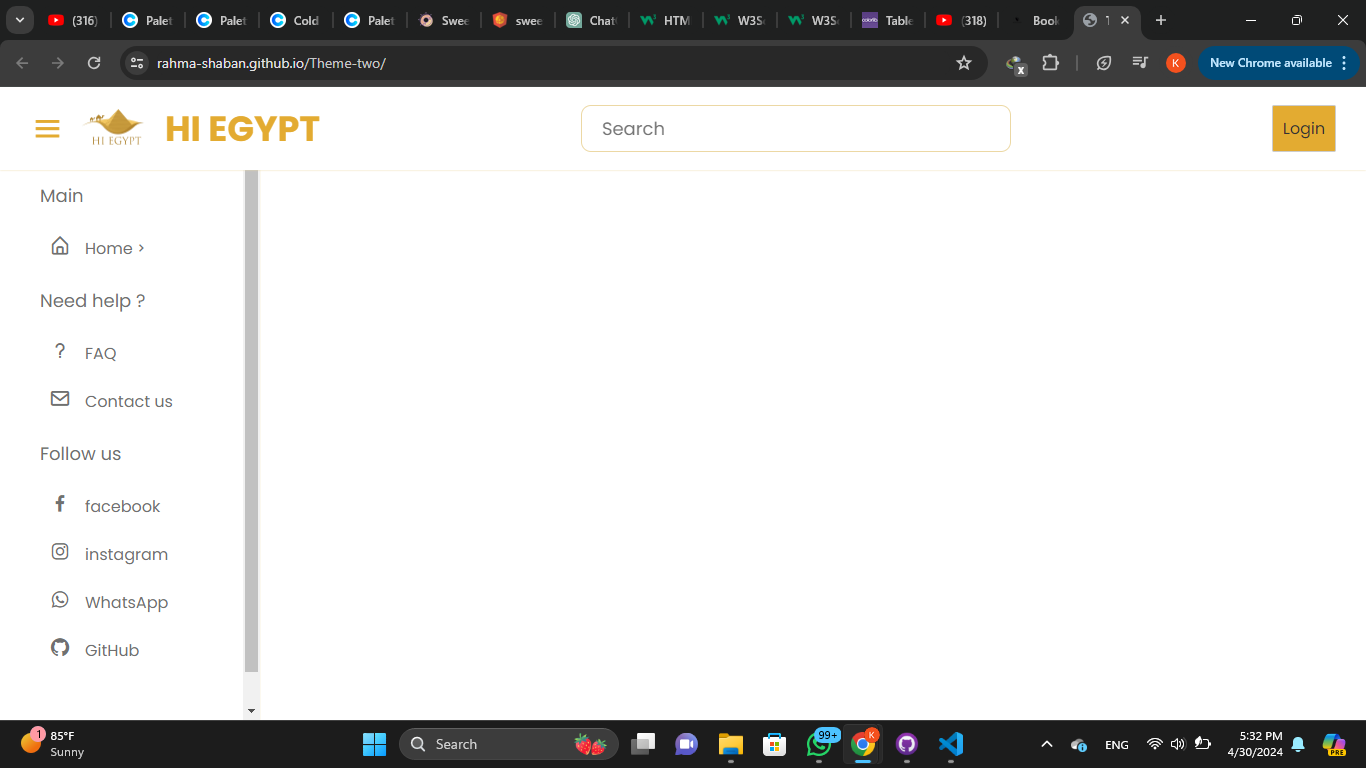 (316) Palet Palet Cold Palet Swee swee Chat HTM W3S W3S Table (318) Book
rahma-shaban.github.io/Theme-two/
K
New Chrome available
HI EGYPT
HI EGYPT
Search
Login
Main
Home
Need help ?
FAQ
Contact us
Follow us
facebook
instagram
WhatsApp
GitHub
1
85°F
Sunny
Search
99+
K
ENG
5:32 PM
4/30/2024
PRE